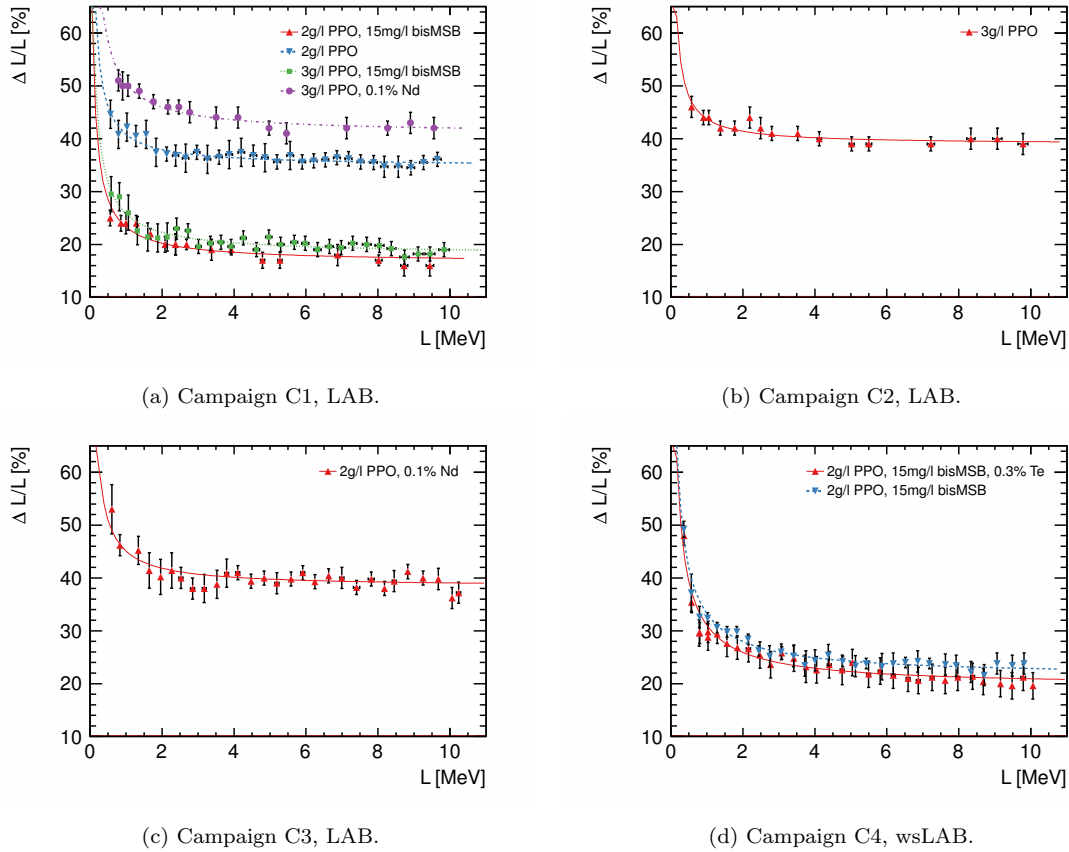 Δ L/L [%]
60
50
40
30
20
10
2g/l PPO, 15mg/l bisMSB
2g/l PPO
3g/l PPO, 15mg/l bisMSB
3g/l PPO, 0.1% Nd
0 2 4 6 8 10
L [MeV]
(a) Campaign C1, LAB.
Δ L/L [%]
60
50
40
30
20
10
3g/l PPO
0 2 4 6 8 10
L [MeV]
(b) Campaign C2, LAB.
Δ L/L [%]
60
50
40
30
20
10
2g/l PPO, 0.1% Nd
0 2 4 6 8 10
L [MeV]
(c) Campaign C3, LAB.
Δ L/L [%]
60
50
40
30
20
10
2g/l PPO, 15mg/l bisMSB, 0.3% Te
2g/l PPO, 15mg/l bisMSB
0 2 4 6 8 10
L [MeV]
(d) Campaign C4, wsLAB.